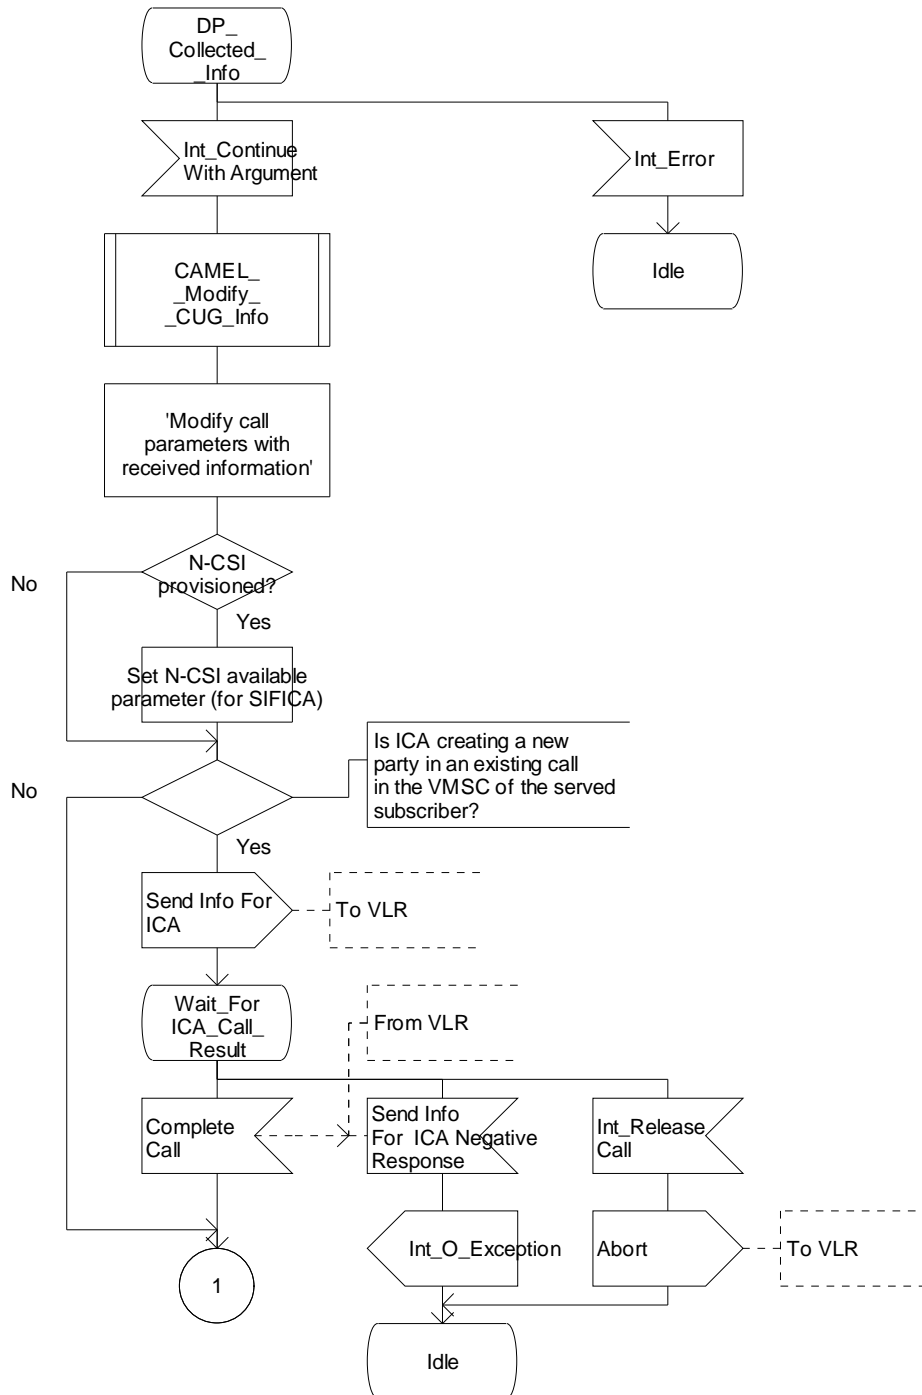 DP_
Collected_
_Info
Int_Continue
With Argument
Int_Error
CAMEL_
_Modify_
_CUG_Info
Idle
'Modify call
parameters with
received information'
N-CSI
provisioned?
No
Yes
Set N-CSI available
parameter (for SIFICA)
Is ICA creating a new
party in an existing call
in the VMSC of the served
subscriber?
No
Yes
Send Info For
ICA
To VLR
Wait_For
ICA_Call_
Result
From VLR
Complete
Call
Send Info
For ICA Negative
Response
Int_Release
Call
Int_O_Exception
Abort
To VLR
1
Idle